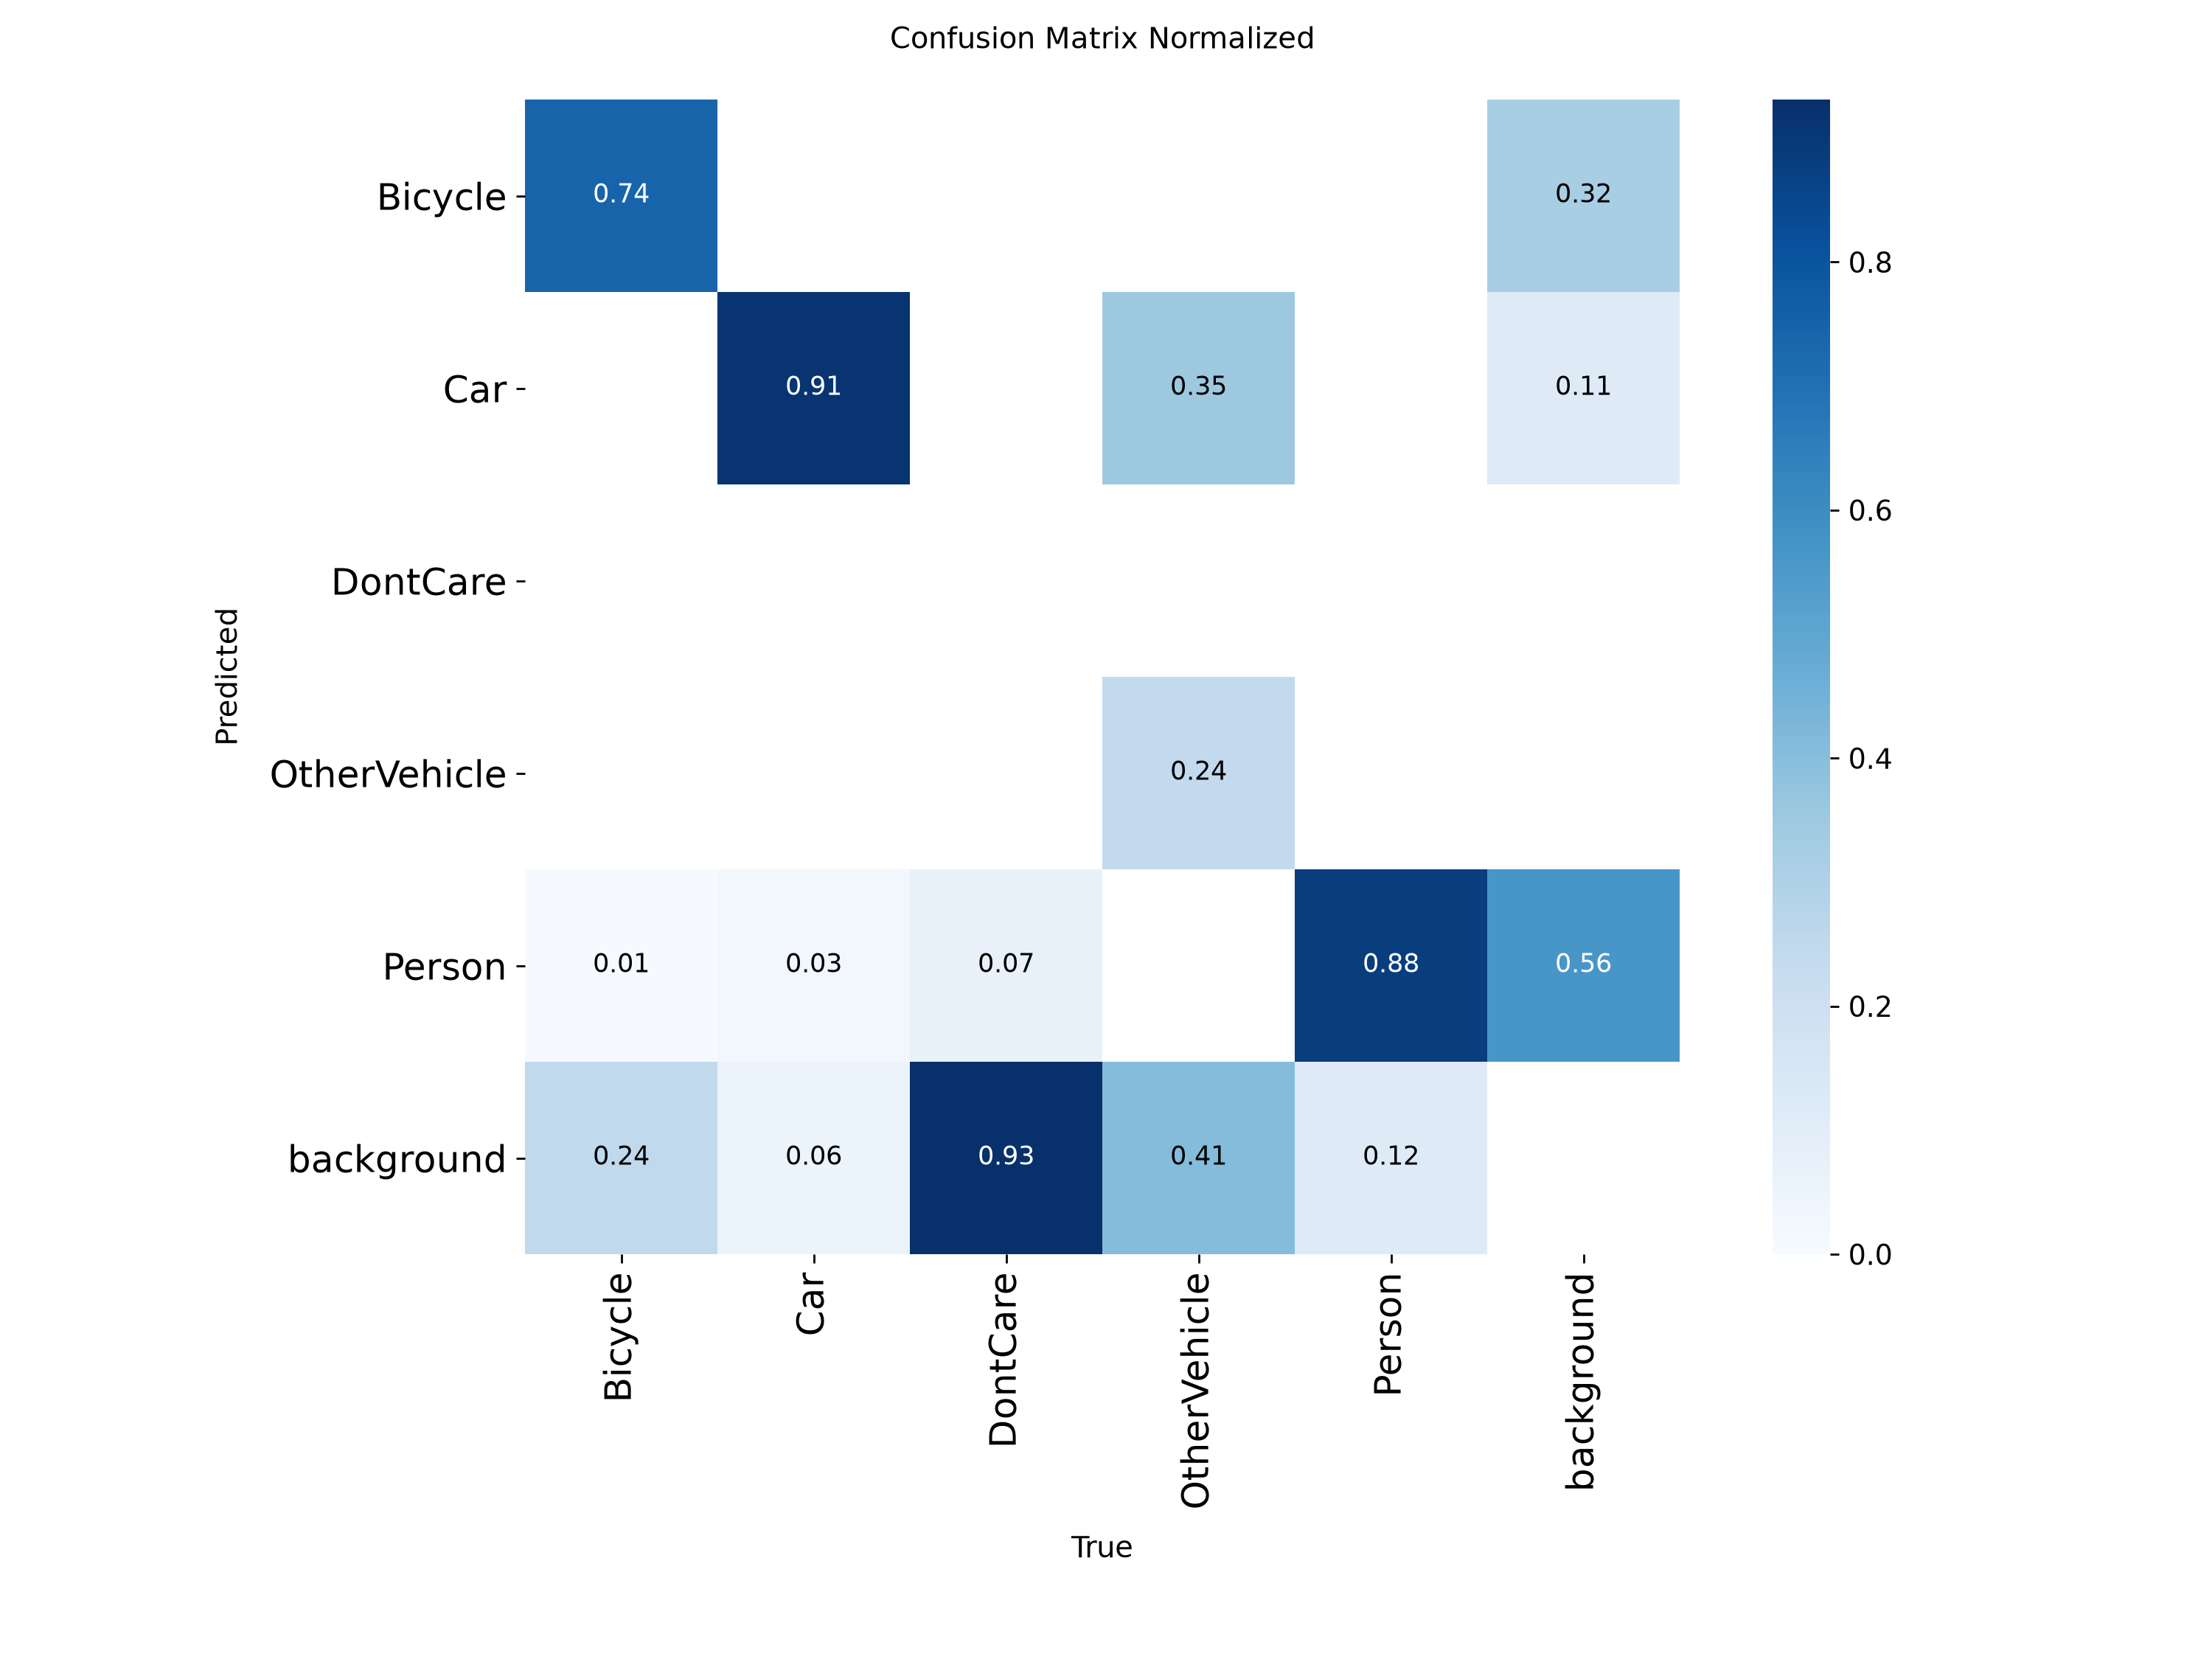 Confusion Matrix Normalized
Bicycle
0.74
0.32
0.8
Car
0.91
0.35
0.11
0.6
DontCare
Predicted
OtherVehicle
0.24
0.4
Person
0.01
0.03
0.07
0.88
0.56
0.2
background
0.24
0.06
0.93
0.41
0.12
0.0
Bicycle
Car
DontCare
OtherVehicle
Person
background
True